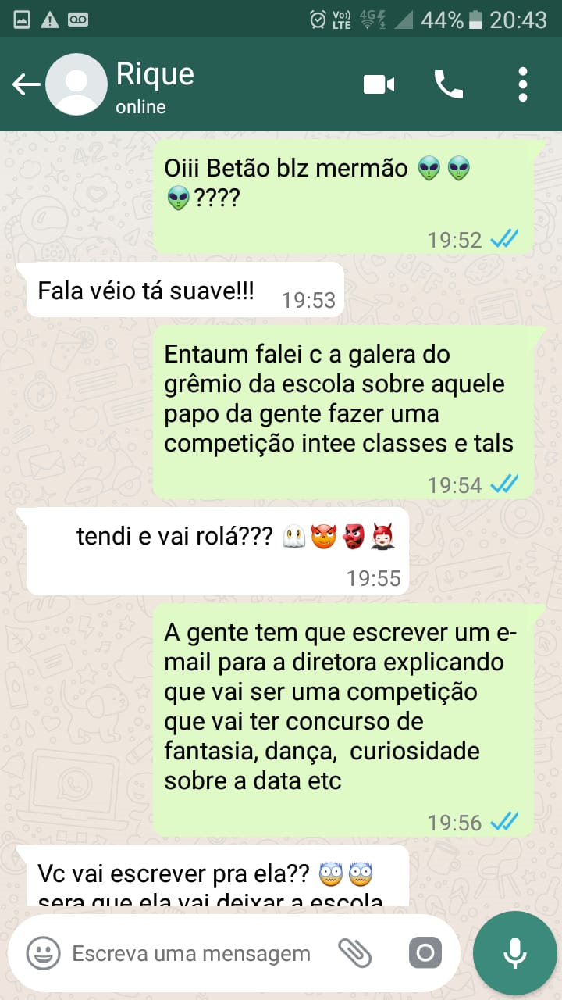 Vo)) LTE 4G 44% 20:43
Rique
online
Oiii Betão blz mermão 👽 👽
👽????
19:52
Fala véio tá suave!!!
19:53
Entaum falei c a galera do
grêmio da escola sobre aquele
papo da gente fazer uma
competição intee classes e tals
19:54
tendi e vai rolá??? 👻😈👺👿
19:55
A gente tem que escrever um e-
mail para a diretora explicando
que vai ser uma competição
que vai ter concurso de
fantasia, dança,  curiosidade
sobre a data etc
19:56
Vc vai escrever pra ela?? 😨😨
sera que ela vai deixar a escola
Escreva uma mensagem